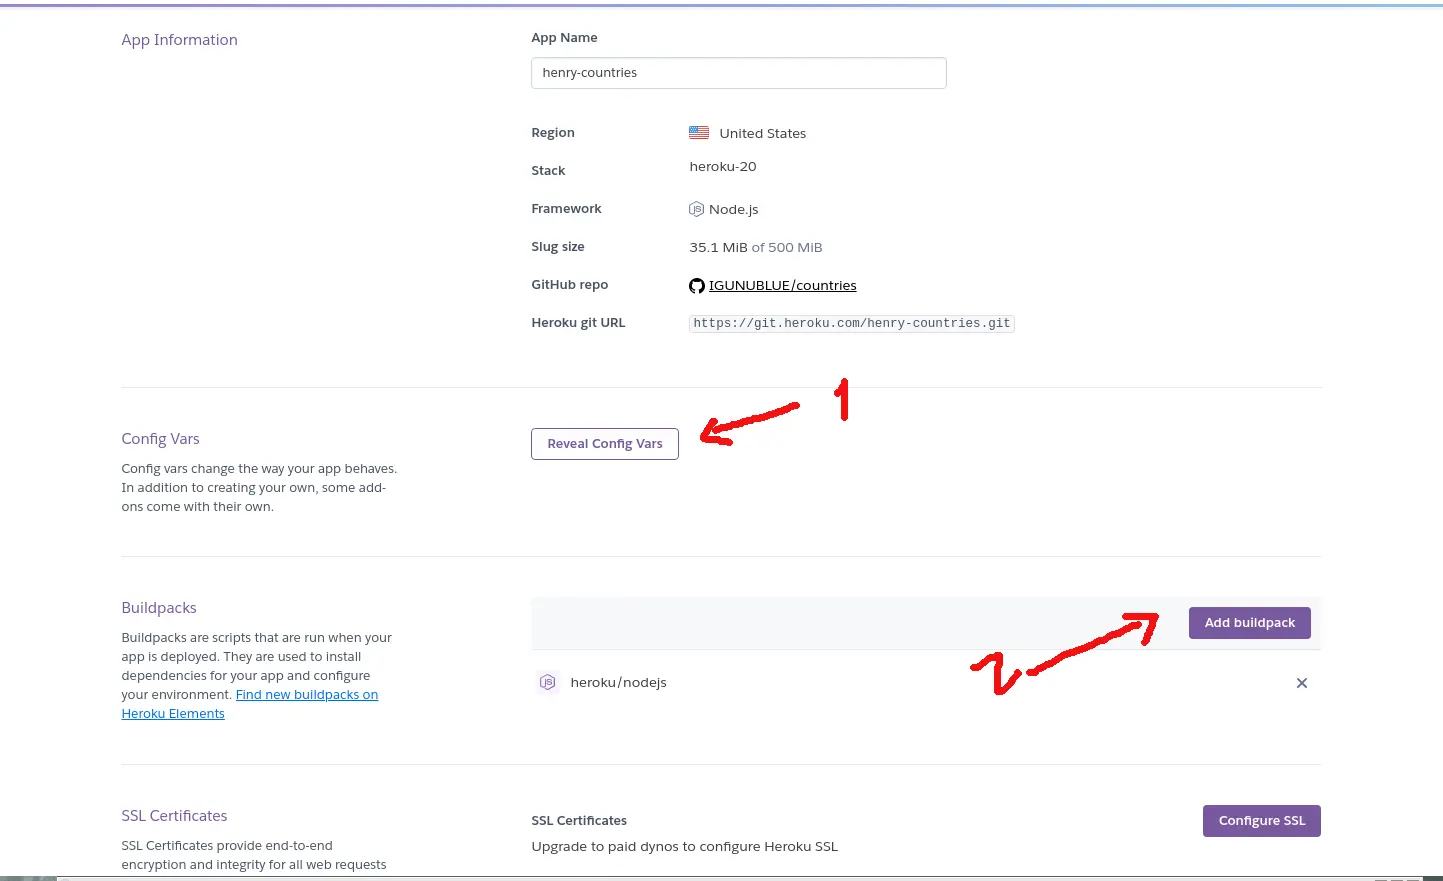 App Information
App Name
henry-countries
Region
United States
Stack
heroku-20
Framework
JS Node.js
Slug size
35.1 MiB of 500 MiB
GitHub repo
IGUNUBLUE/countries
Heroku git URL
https://git.heroku.com/henry-countries.git
1
Config Vars
Reveal Config Vars
Config vars change the way your app behaves.
In addition to creating your own, some add-
ons come with their own.
Buildpacks
Add buildpack
Buildpacks are scripts that are run when your
app is deployed. They are used to install
dependencies for your app and configure
your environment. Find new buildpacks on
Heroku Elements
2
JS heroku/nodejs
SSL Certificates
SSL Certificates
Configure SSL
Upgrade to paid dynos to configure Heroku SSL
SSL Certificates provide end-to-end
encryption and integrity for all web requests